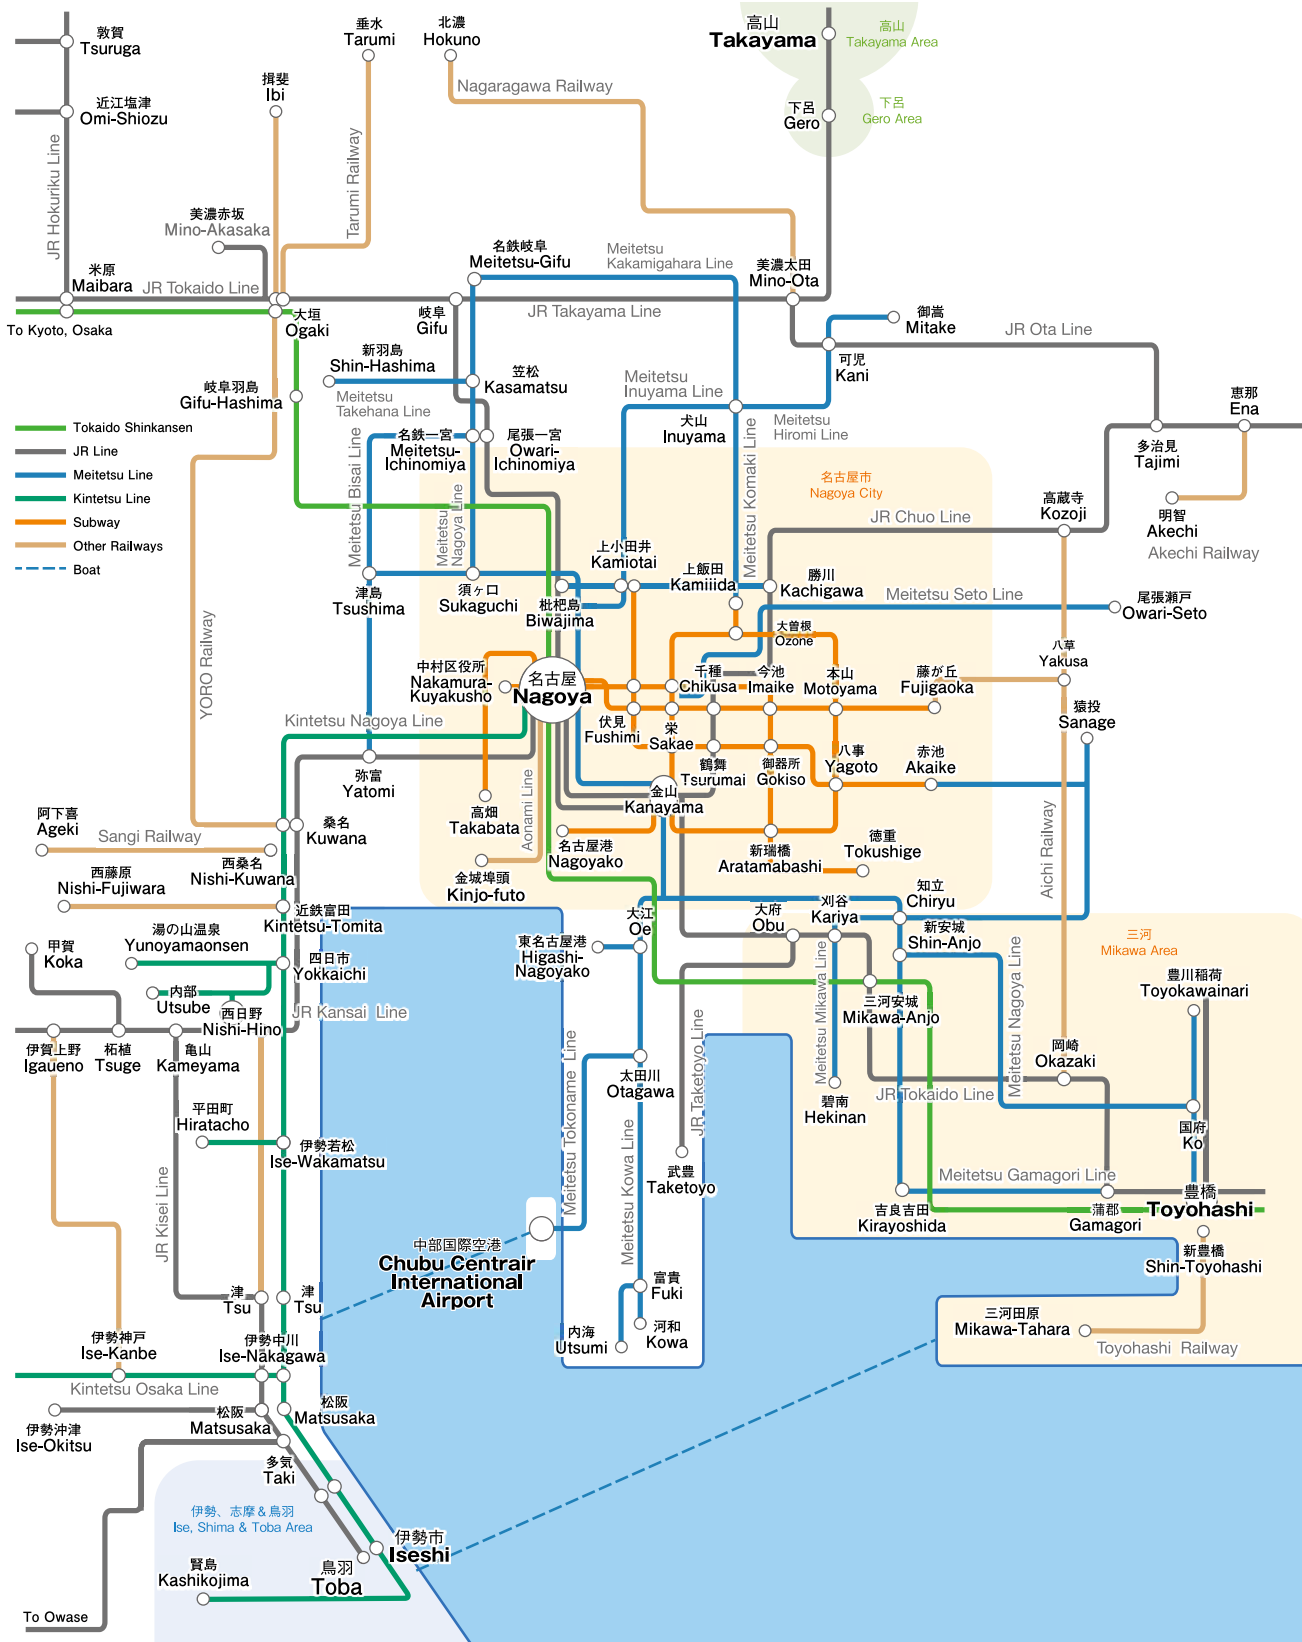 高山
Takayama
高山
Takayama Area
下呂
Gero
下呂
Gero Area
敦賀
Tsuruga
垂水
Tarumi
北濃
Hokuno
揖斐
Ibi
近江塩津
Omi-Shiozu
Nagaragawa Railway
JR Hokuriku Line
Tarumi Railway
美濃赤坂
Mino-Akasaka
名鉄岐阜
Meitetsu-Gifu
Meitetsu
Kakamigahara Line
美濃太田
Mino-Ota
米原
Maibara
JR Tokaido Line
To Kyoto, Osaka
大垣
Ogaki
岐阜
Gifu
JR Takayama Line
御嵩
Mitake
JR Ota Line
可児
Kani
新羽島
Shin-Hashima
笠松
Kasamatsu
岐阜羽島
Gifu-Hashima
Meitetsu
Takehana Line
Meitetsu
Inuyama Line
犬山
Inuyama
Meitetsu
Hiromi Line
恵那
Ena
多治見
Tajimi
名鉄一宮
Meitetsu-
Ichinomiya
尾張一宮
Owari-
Ichinomiya
Tokaido Shinkansen
JR Line
Meitetsu Line
Kintetsu Line
Subway
Other Railways
Boat
Meitetsu Bisai Line
Meitetsu
Nagoya Line
Meitetsu Komaki Line
名古屋市
Nagoya City
高蔵寺
Kozoji
JR Chuo Line
明智
Akechi
Akechi Railway
上小田井
Kamiotai
上飯田
Kamiiida
勝川
Kachigawa
津島
Tsushima
須ヶ口
Sukaguchi
枇杷島
Biwajima
Meitetsu Seto Line
尾張瀬戸
Owari-Seto
大曽根
Ozone
八草
Yakusa
YORO Railway
中村区役所
Nakamura-
Kuyakusho
名古屋
Nagoya
千種
Chikusa
今池
Imaike
本山
Motoyama
藤が丘
Fujigaoka
猿投
Sanage
Kintetsu Nagoya Line
伏見
Fushimi
栄
Sakae
鶴舞
Tsurumai
御器所
Gokiso
八事
Yagoto
赤池
Akaike
弥富
Yatomi
金山
Kanayama
高畑
Takabata
Aonami Line
名古屋港
Nagoyako
新瑞橋
Aratamabashi
徳重
Tokushige
阿下喜
Ageki
Sangi Railway
桑名
Kuwana
西桑名
Nishi-Kuwana
西藤原
Nishi-Fujiwara
金城埠頭
Kinjo-futo
Aichi Railway
近鉄富田
Kintetsu-Tomita
大江
Oe
大府
Obu
刈谷
Kariya
知立
Chiryu
新安城
Shin-Anjo
三河
Mikawa Area
湯の山温泉
Yunoyamaonsen
甲賀
Koka
四日市
Yokkaichi
東名古屋港
Higashi-
Nagoyako
内部
Utsube
西日野
Nishi-Hino
JR Kansai Line
Meitetsu Mikawa Line
三河安城
Mikawa-Anjo
Meitetsu Nagoya Line
豊川稲荷
Toyokawainari
伊賀上野
Igaueno
柘植
Tsuge
亀山
Kameyama
Meitetsu Tokoname Line
太田川
Otagawa
JR Taketoyo Line
岡崎
Okazaki
碧南
Hekinan
JR Tokaido Line
平田町
Hiratacho
伊勢若松
Ise-Wakamatsu
国府
Ko
JR Kisei Line
Meitetsu Kowa Line
武豊
Taketoyo
Meitetsu Gamagori Line
豊橋
Toyohashi
吉良吉田
Kirayoshida
蒲郡
Gamagori
中部国際空港
Chubu Centrair
International
Airport
新豊橋
Shin-Toyohashi
津
Tsu
津
Tsu
富貴
Fuki
内海
Utsumi
河和
Kowa
三河田原
Mikawa-Tahara
Toyohashi Railway
伊勢神戸
Ise-Kanbe
伊勢中川
Ise-Nakagawa
Kintetsu Osaka Line
伊勢沖津
Ise-Okitsu
松阪
Matsusaka
松阪
Matsusaka
多気
Taki
伊勢、志摩＆鳥羽
Ise, Shima & Toba Area
伊勢市
Iseshi
賢島
Kashikojima
鳥羽
Toba
To Owase